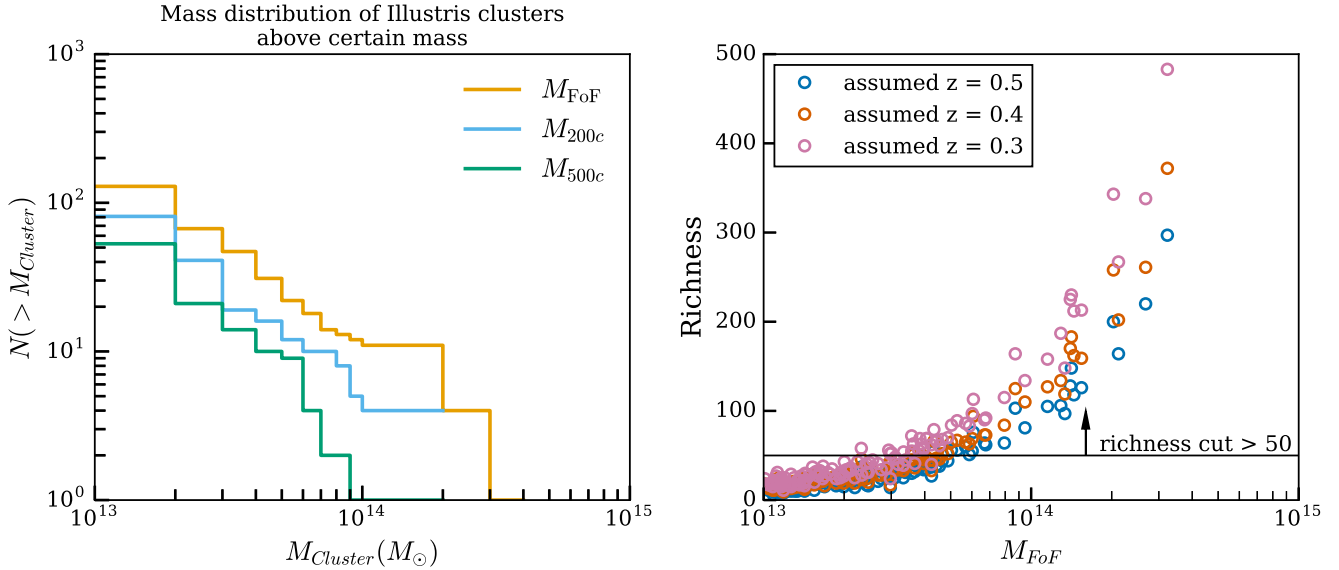 Mass distribution of Illustris clusters
above certain mass
N(> M_Cluster)
10^3
10^2
10^1
10^0
M_FoF
M_200c
M_500c
10^13
10^14
10^15
M_Cluster(M_⊙)
Richness
500
400
300
200
100
0
assumed z = 0.5
assumed z = 0.4
assumed z = 0.3
richness cut > 50
10^13
10^14
10^15
M_FoF